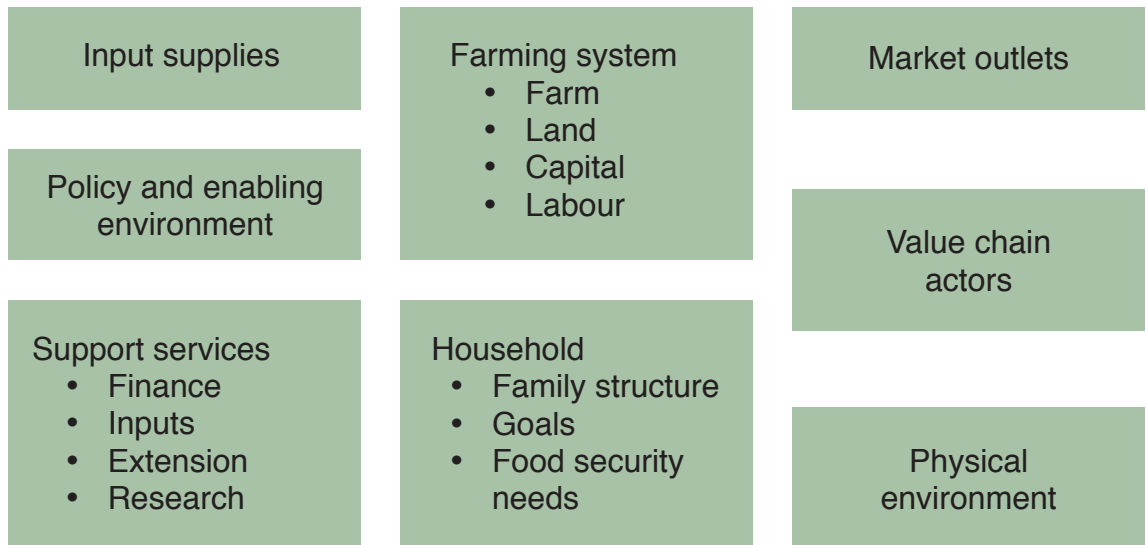 Input supplies
Policy and enabling
environment
Support services
• Finance
• Inputs
• Extension
• Research
Farming system
• Farm
• Land
• Capital
• Labour
Household
• Family structure
• Goals
• Food security
needs
Market outlets
Value chain
actors
Physical
environment